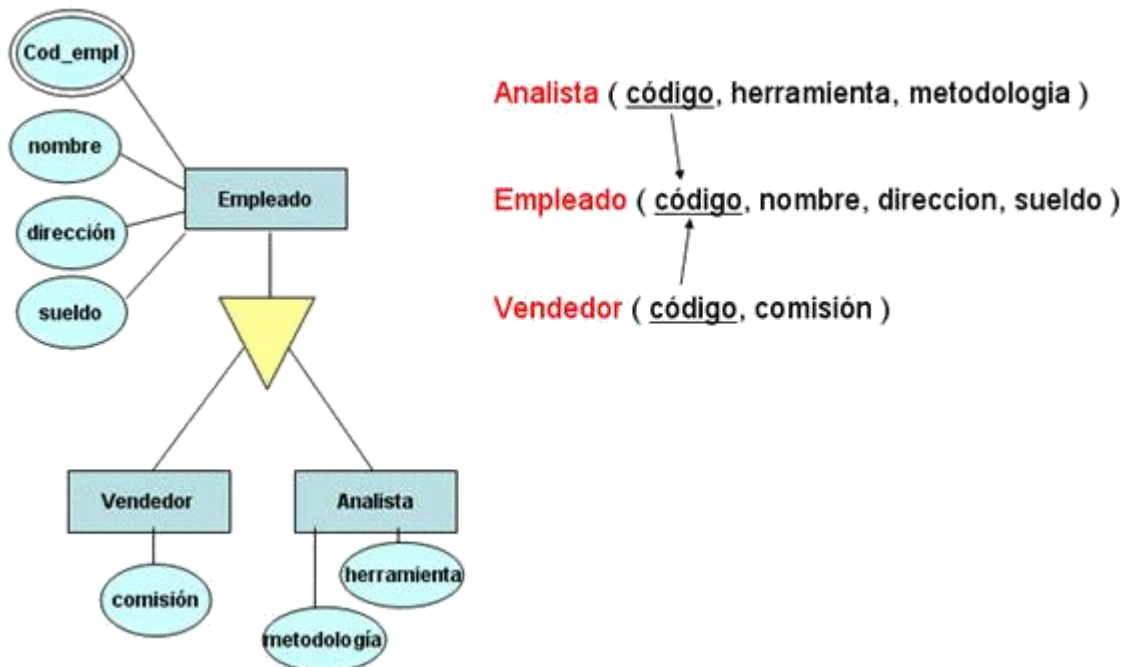 Cod_empl
nombre
dirección
sueldo
Empleado
Vendedor
Analista
comisión
herramienta
metodología
Analista ( código, herramienta, metodologia )
Empleado ( código, nombre, direccion, sueldo )
Vendedor ( código, comisión )